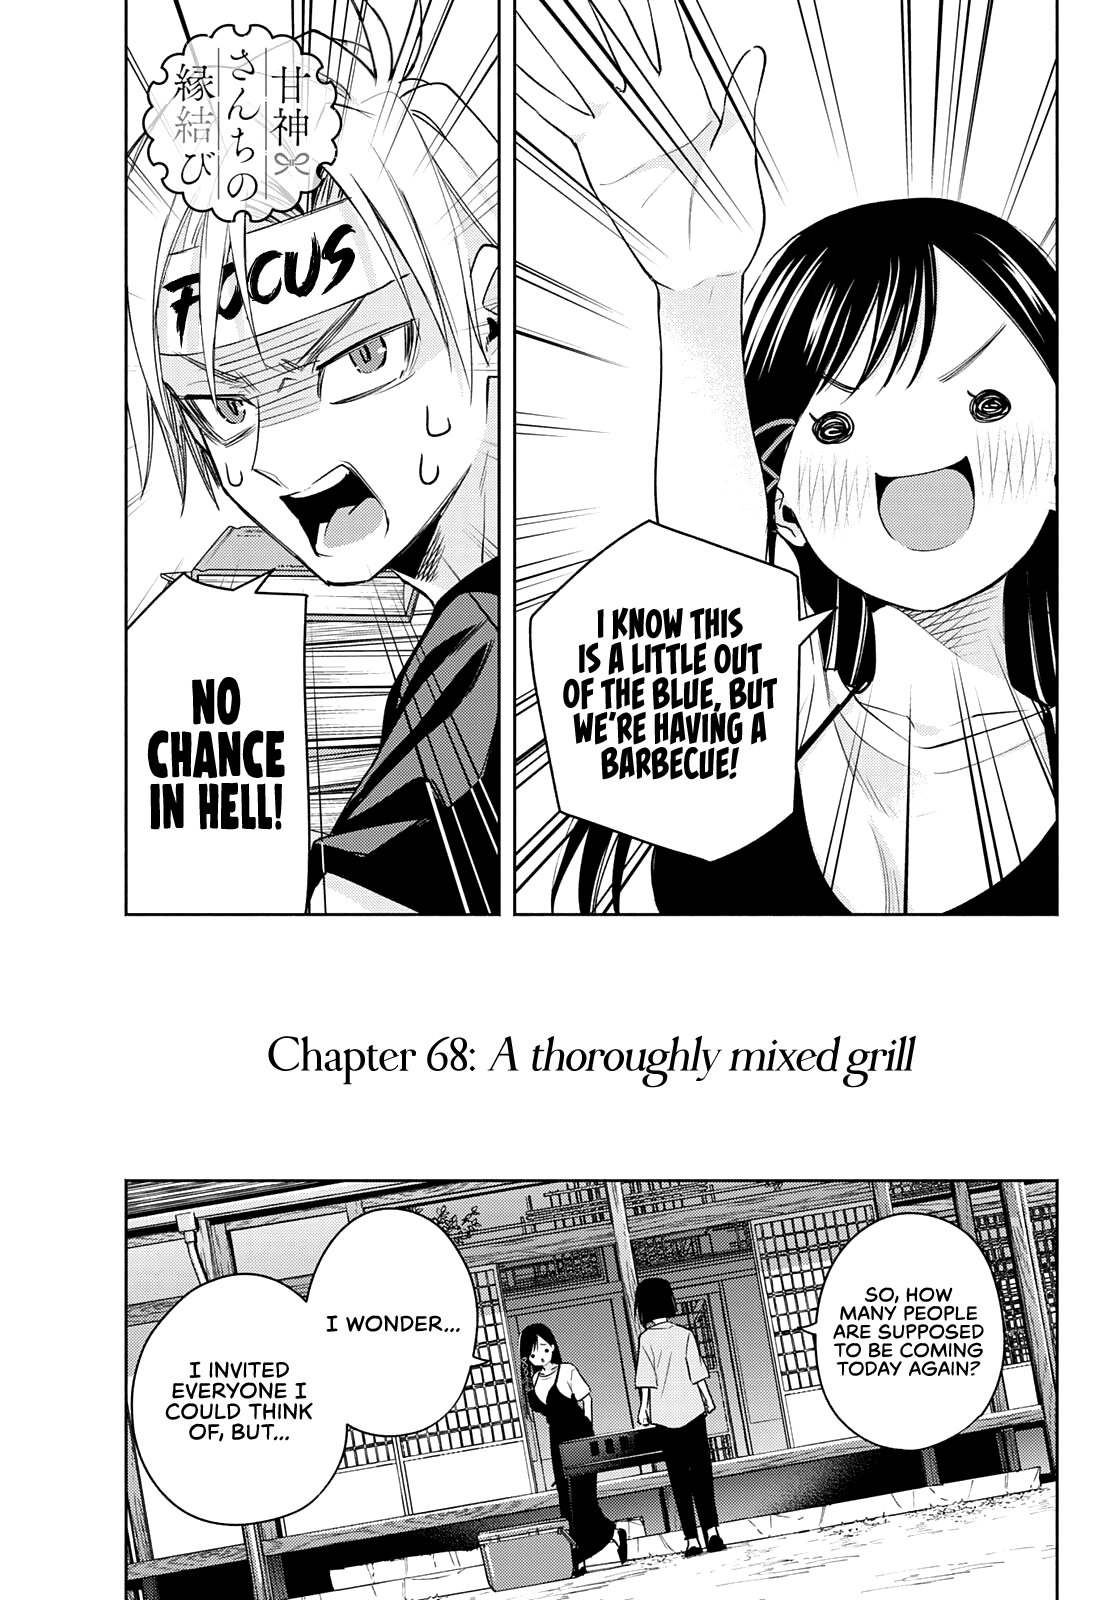 I KNOW THIS
IS A LITTLE OUT
OF THE BLUE, BUT
WE'RE HAVING A
BARBECUE!
甘神
さんちの
縁結び
FOCUS
NO
CHANCE
IN HELL!
Chapter 68: A thoroughly mixed grill
SO, HOW
MANY PEOPLE
ARE SUPPOSED
TO BE COMING
TODAY AGAIN?
I WONDER...
I INVITED
EVERYONE I
COULD THINK
OF, BUT...